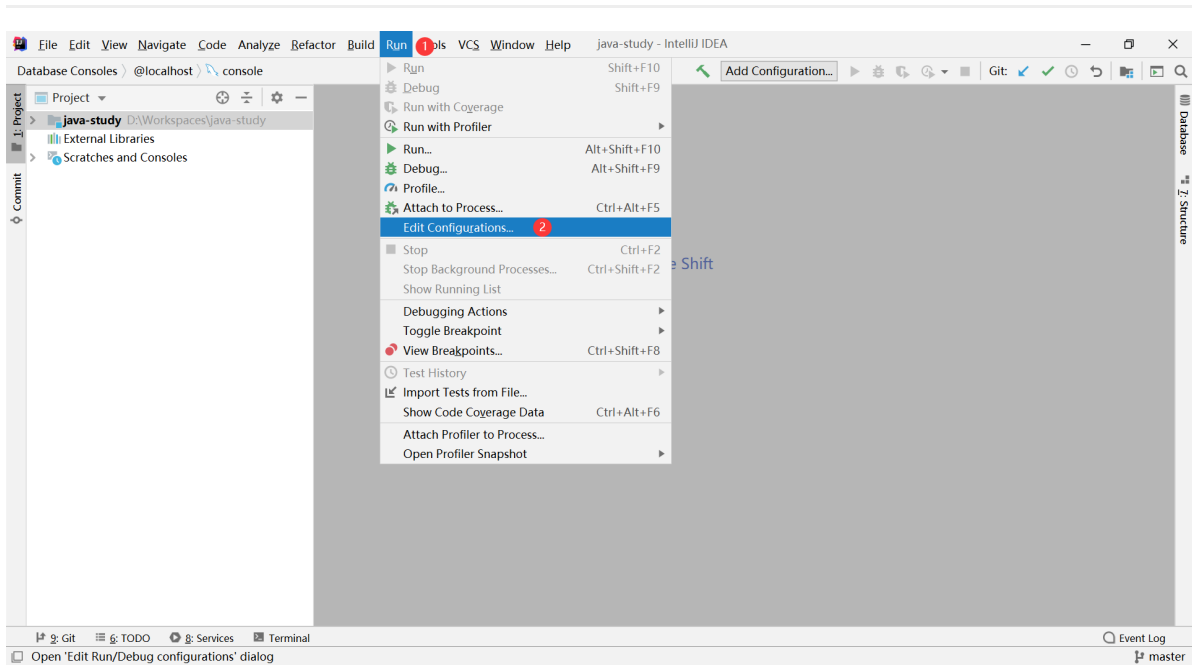 File Edit View Navigate Code Analyze Refactor Build Run 1 ols VCS Window Help java-study - IntelliJ IDEA
Database Consoles @localhost console Add Configuration... Git:
1: Project
Commit
Project
java-study D:\Workspaces\java-study
External Libraries
Scratches and Consoles
Run Shift+F10
Debug Shift+F9
Run with Coverage
Run with Profiler
Run... Alt+Shift+F10
Debug... Alt+Shift+F9
Profile...
Attach to Process... Ctrl+Alt+F5
Edit Configurations... 2
Stop Ctrl+F2
Stop Background Processes... Ctrl+Shift+F2
Show Running List
Debugging Actions
Toggle Breakpoint
View Breakpoints... Ctrl+Shift+F8
Test History
Import Tests from File...
Show Code Coverage Data Ctrl+Alt+F6
Attach Profiler to Process...
Open Profiler Snapshot
e Shift
Database
7: Structure
9: Git 6: TODO 8: Services Terminal Event Log
Open 'Edit Run/Debug configurations' dialog master